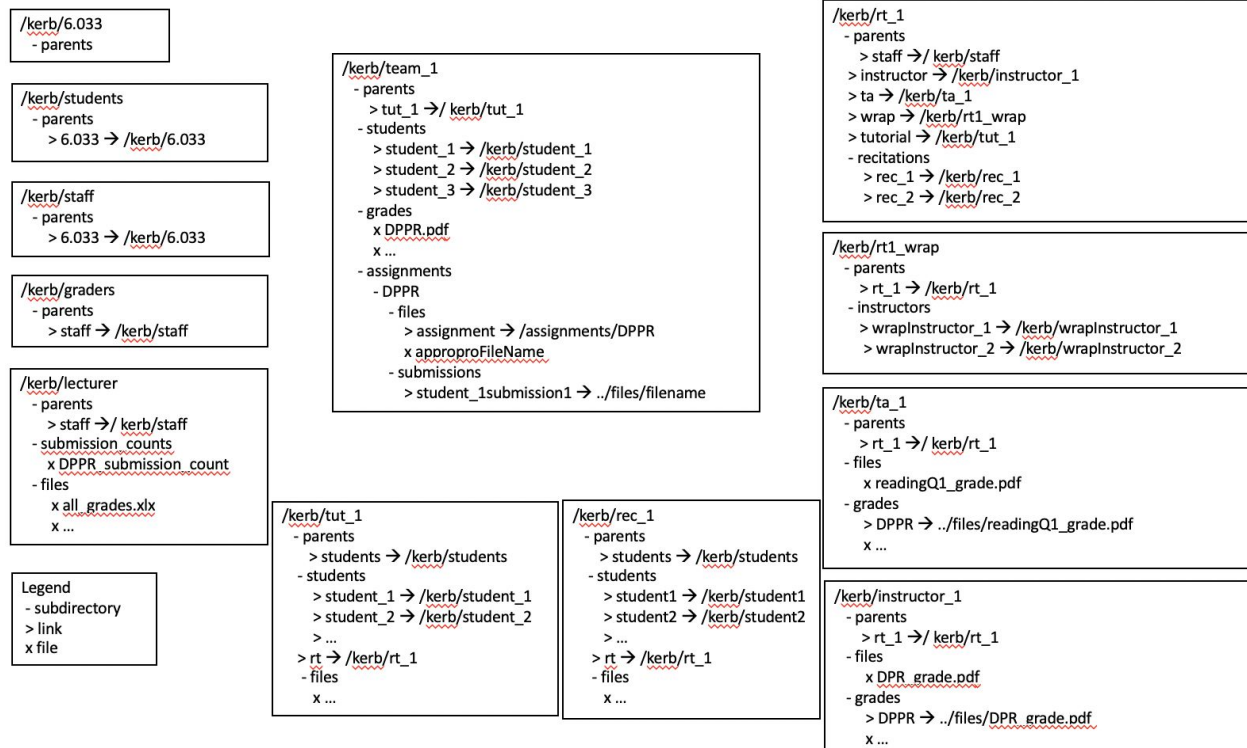 /kerb/6.033
- parents
/kerb/students
- parents
> 6.033 → /kerb/6.033
/kerb/staff
- parents
> 6.033 → /kerb/6.033
/kerb/graders
- parents
> staff → /kerb/staff
/kerb/lecturer
- parents
> staff →/ kerb/staff
- submission_counts
x DPPR_submission_count
- files
x all_grades.xlx
x ...
Legend
- subdirectory
> link
x file
/kerb/team_1
- parents
> tut_1 →/ kerb/tut_1
- students
> student_1 → /kerb/student_1
> student_2 → /kerb/student_2
> student_3 → /kerb/student_3
- grades
x DPPR.pdf
x ...
- assignments
- DPPR
- files
> assignment → /assignments/DPPR
x approproFileName
- submissions
> student_1submission1 → ../files/filename
/kerb/tut_1
- parents
> students → /kerb/students
- students
> student_1 → /kerb/student_1
> student_2 → /kerb/student_2
> ...
> rt → /kerb/rt_1
- files
x ...
/kerb/rec_1
- parents
> students → /kerb/students
- students
> student1 → /kerb/student1
> student2 → /kerb/student2
> ...
> rt → /kerb/rt_1
- files
x ...
/kerb/rt_1
- parents
> staff →/ kerb/staff
> instructor → /kerb/instructor_1
> ta → /kerb/ta_1
> wrap → /kerb/rt1_wrap
> tutorial → /kerb/tut_1
- recitations
> rec_1 → /kerb/rec_1
> rec_2 → /kerb/rec_2
/kerb/rt1_wrap
- parents
> rt_1 → /kerb/rt_1
- instructors
> wrapInstructor_1 → /kerb/wrapInstructor_1
> wrapInstructor_2 → /kerb/wrapInstructor_2
/kerb/ta_1
- parents
> rt_1 →/ kerb/rt_1
- files
x readingQ1_grade.pdf
- grades
> DPPR → ../files/readingQ1_grade.pdf
x ...
/kerb/instructor_1
- parents
> rt_1 →/ kerb/rt_1
- files
x DPR_grade.pdf
- grades
> DPPR → ../files/DPR_grade.pdf
x ...